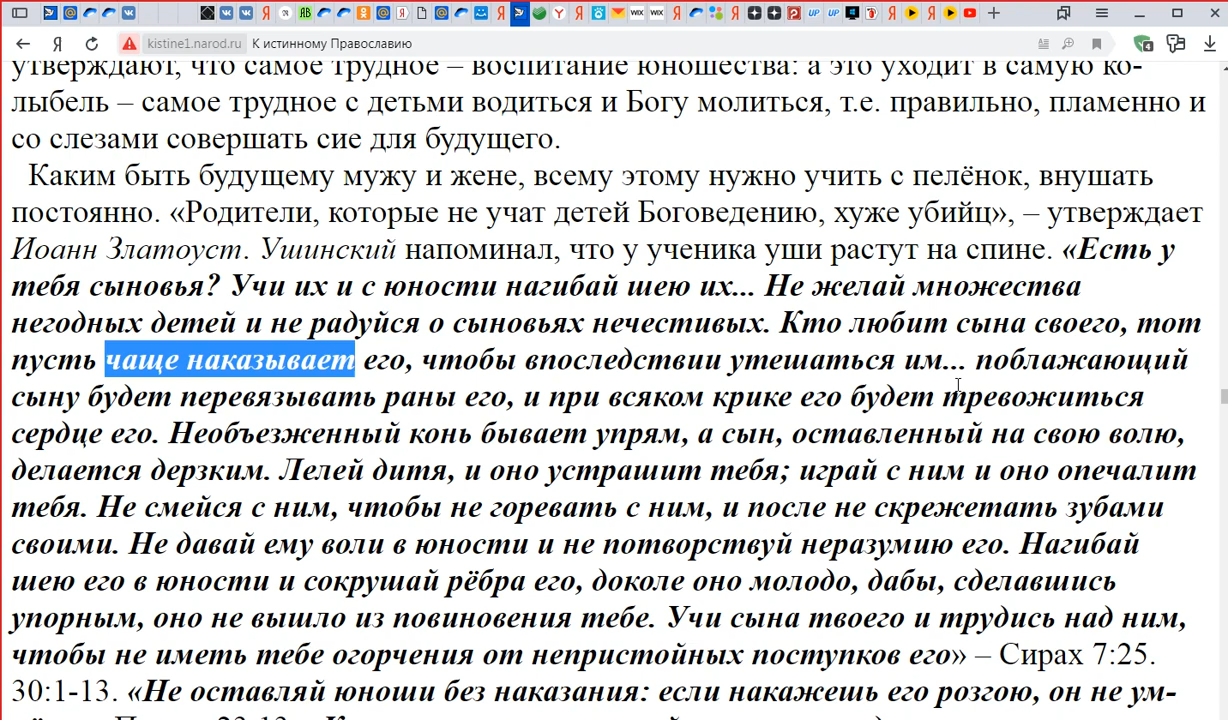 kistine1.narod.ru К истинному Православию
утверждают, что самое трудное – воспитание юношества: а это уходит в самую ко-
лыбель – самое трудное с детьми водиться и Богу молиться, т.е. правильно, пламенно и
со слезами совершать сие для будущего.
Каким быть будущему мужу и жене, всему этому нужно учить с пелёнок, внушать
постоянно. «Родители, которые не учат детей Боговедению, хуже убийц», – утверждает
Иоанн Златоуст. Ушинский напоминал, что у ученика уши растут на спине. «Есть у
тебя сыновья? Учи их и с юности нагибай шею их... Не желай множества
негодных детей и не радуйся о сыновьях нечестивых. Кто любит сына своего, тот
пусть чаще наказывает его, чтобы впоследствии утешаться им... поблажающий
сыну будет перевязывать раны его, и при всяком крике его будет тревожиться
сердце его. Необъезженный конь бывает упрям, а сын, оставленный на свою волю,
делается дерзким. Лелей дитя, и оно устрашит тебя; играй с ним и оно опечалит
тебя. Не смейся с ним, чтобы не горевать с ним, и после не скрежетать зубами
своими. Не давай ему воли в юности и не потворствуй неразумию его. Нагибай
шею его в юности и сокрушай рёбра его, доколе оно молодо, дабы, сделавшись
упорным, оно не вышло из повиновения тебе. Учи сына твоего и трудись над ним,
чтобы не иметь тебе огорчения от непристойных поступков его» – Сирах 7:25.
30:1-13. «Не оставляй юноши без наказания: если накажешь его розгою, он не ум-